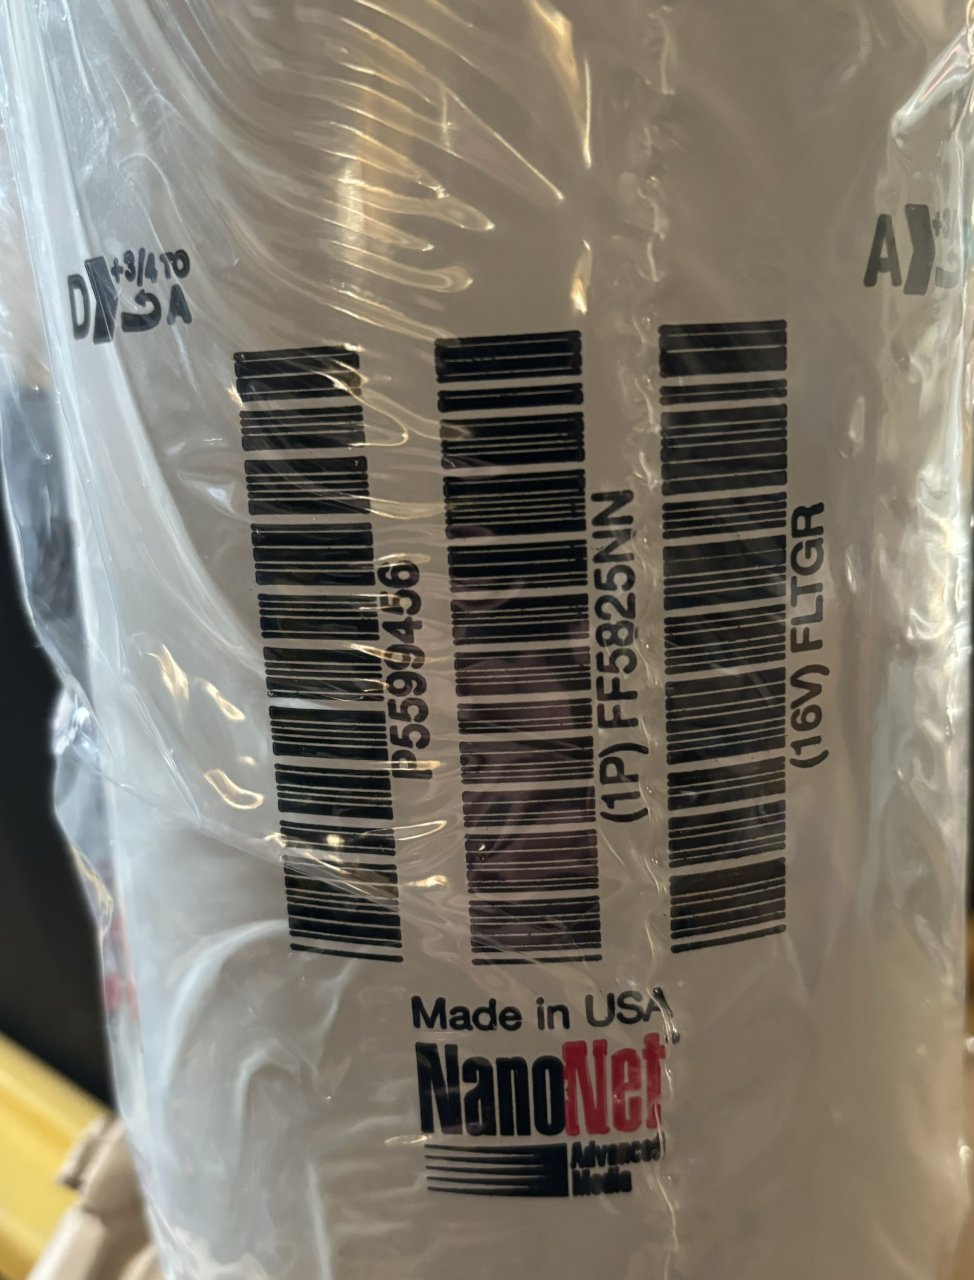 +3/4 TO
P5599456
(1P) FF5825NN
(16V) FLTGR
Made in USA
NanoNet
Advanced
Media